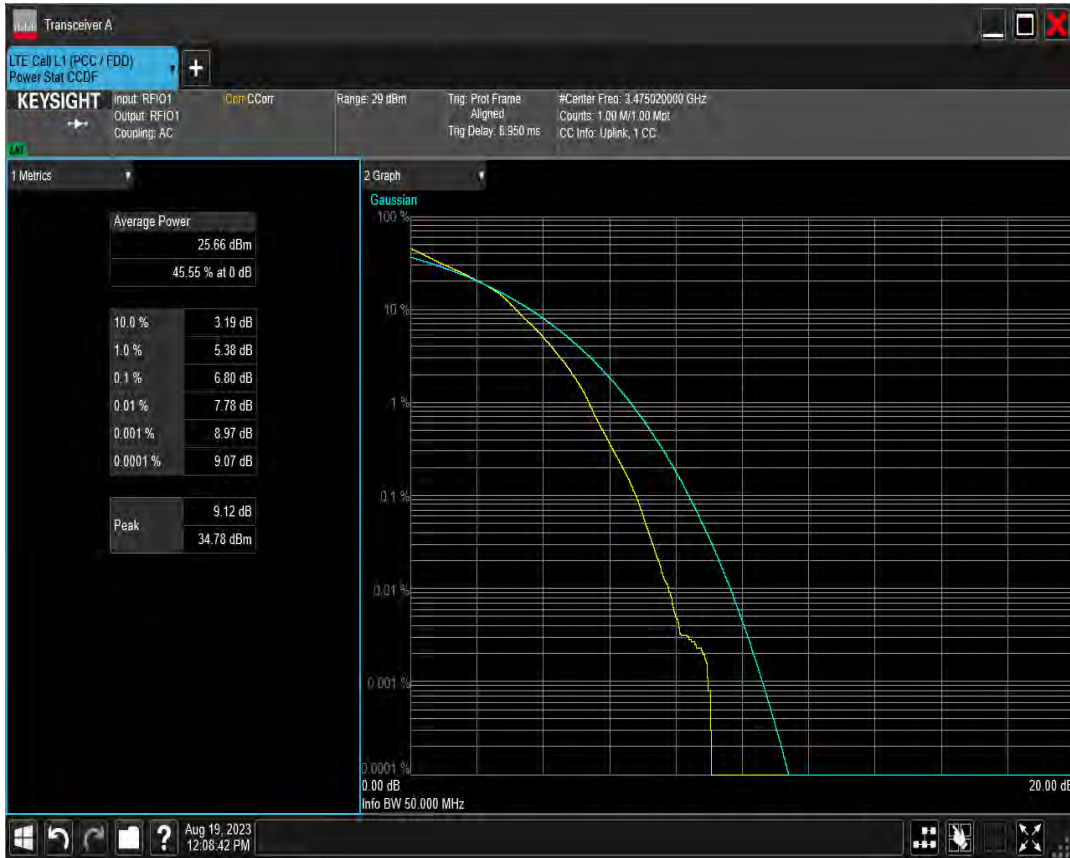 Transceiver A
LTE Cell L1 (PCC / FDD)
Power Stat CCDF
+
KEYSIGHT
Input: RFIO1
Output: RFIO1
Coupling: AC
Corr CCorr
Range: 29 dBm
Trig: Prot Frame
Aligned
Trig Delay: 8.950 ms
#Center Freq: 3.475020000 GHz
Counts: 1.00 M/1.00 Mpt
CC Info: Uplink, 1 CC
1 Metrics
Average Power
25.66 dBm
45.55 % at 0 dB
10.0 % 3.19 dB
1.0 % 5.38 dB
0.1 % 6.80 dB
0.01 % 7.78 dB
0.001 % 8.97 dB
0.0001 % 9.07 dB
Peak
9.12 dB
34.78 dBm
2 Graph
Gaussian
100 %
10 %
1 %
0.1 %
0.01 %
0.001 %
0.0001 %
0.00 dB
20.00 dB
Info BW 50.000 MHz
?
Aug 19, 2023
12:08:42 PM